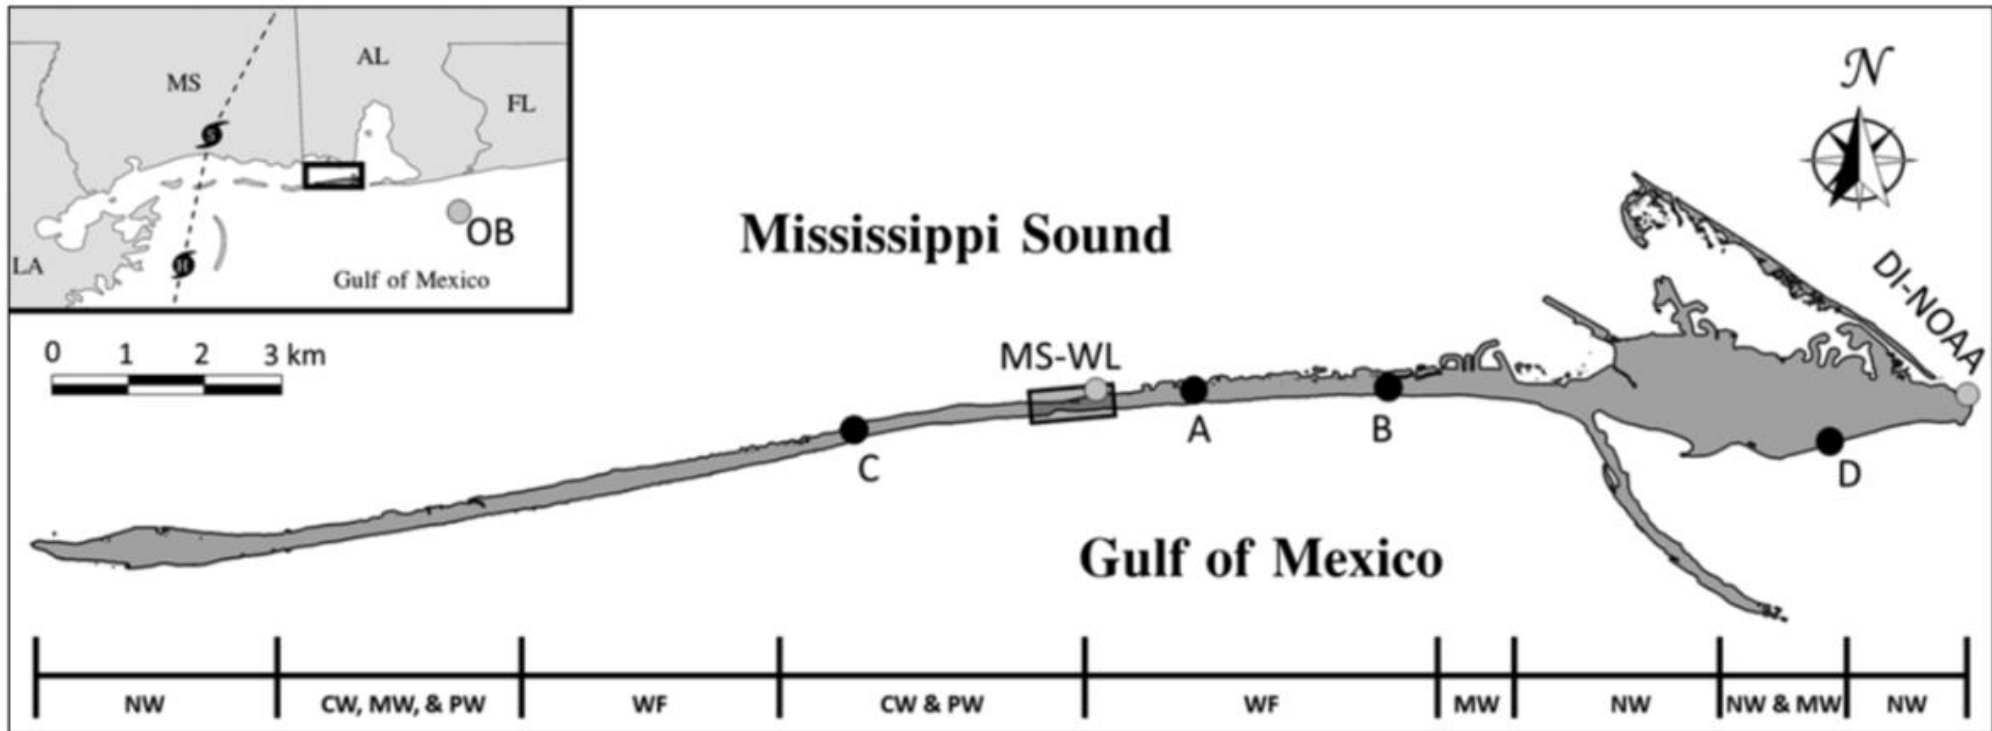 MS
AL
FL
OB
LA
Gulf of Mexico
N
Mississippi Sound
DI-NOAA
0 1 2 3 km
MS-WL
A
B
C
D
Gulf of Mexico
NW CW, MW, & PW WF CW & PW WF MW NW NW & MW NW